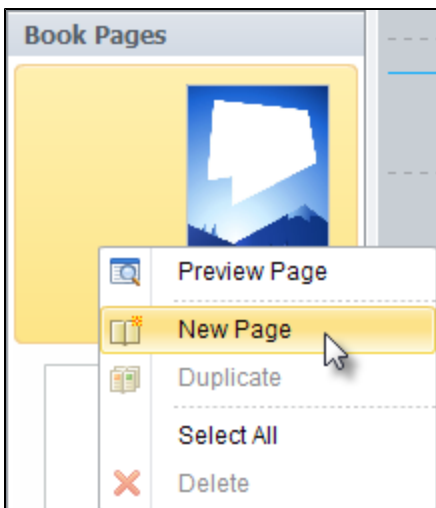 Book Pages
Preview Page
New Page
Duplicate
Select All
Delete